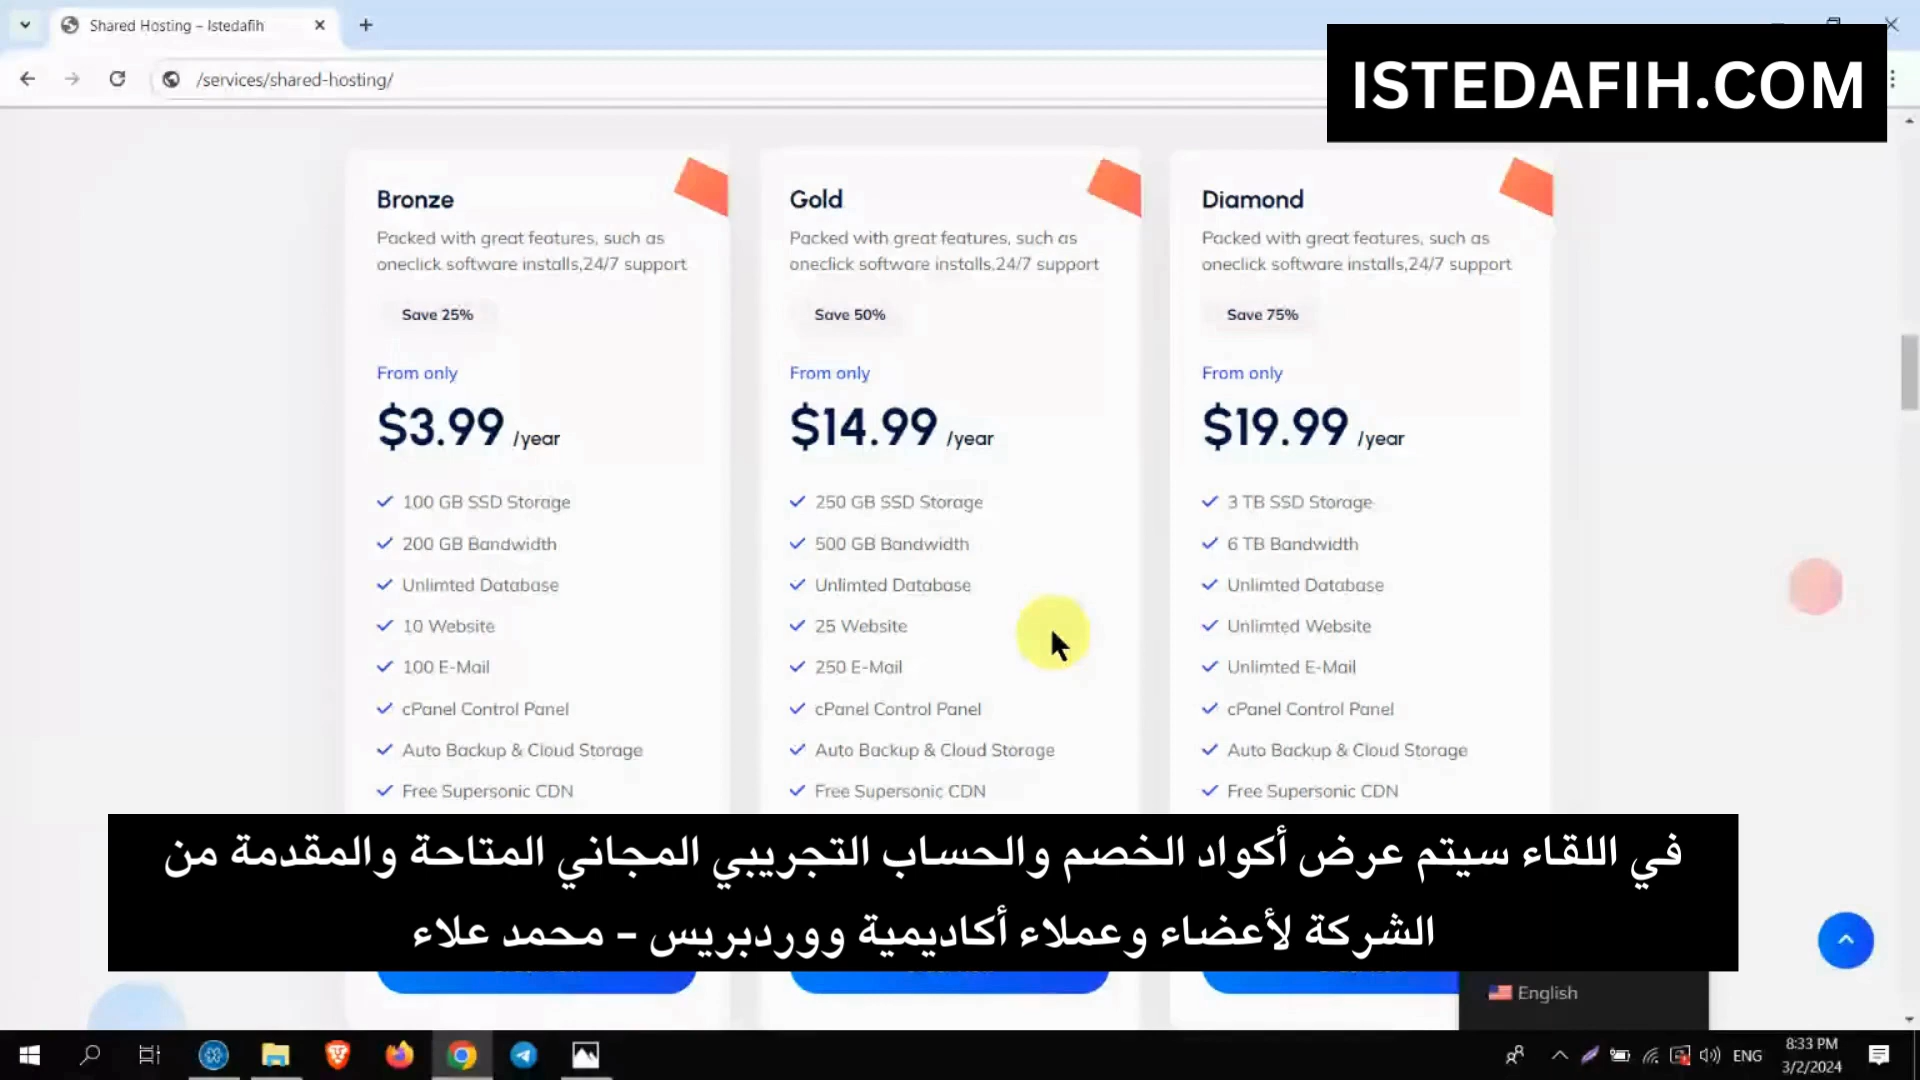 Shared Hosting – Istedafih
/services/shared-hosting/
ISTEDAFIH.COM
Bronze
Packed with great features, such as
oneclick software installs,24/7 support
Save 25%
From only
$3.99 /year
100 GB SSD Storage
200 GB Bandwidth
Unlimted Database
10 Website
100 E-Mail
cPanel Control Panel
Auto Backup & Cloud Storage
Free Supersonic CDN
Gold
Packed with great features, such as
oneclick software installs,24/7 support
Save 50%
From only
$14.99 /year
250 GB SSD Storage
500 GB Bandwidth
Unlimted Database
25 Website
250 E-Mail
cPanel Control Panel
Auto Backup & Cloud Storage
Free Supersonic CDN
Diamond
Packed with great features, such as
oneclick software installs,24/7 support
Save 75%
From only
$19.99 /year
3 TB SSD Storage
6 TB Bandwidth
Unlimted Database
Unlimted Website
Unlimted E-Mail
cPanel Control Panel
Auto Backup & Cloud Storage
Free Supersonic CDN
في اللقاء سيتم عرض أكواد الخصم والحساب التجريبي المجاني المتاحة والمقدمة من
الشركة لأعضاء وعملاء أكاديمية ووردبريس – محمد علاء
English
ENG
8:33 PM
3/2/2024